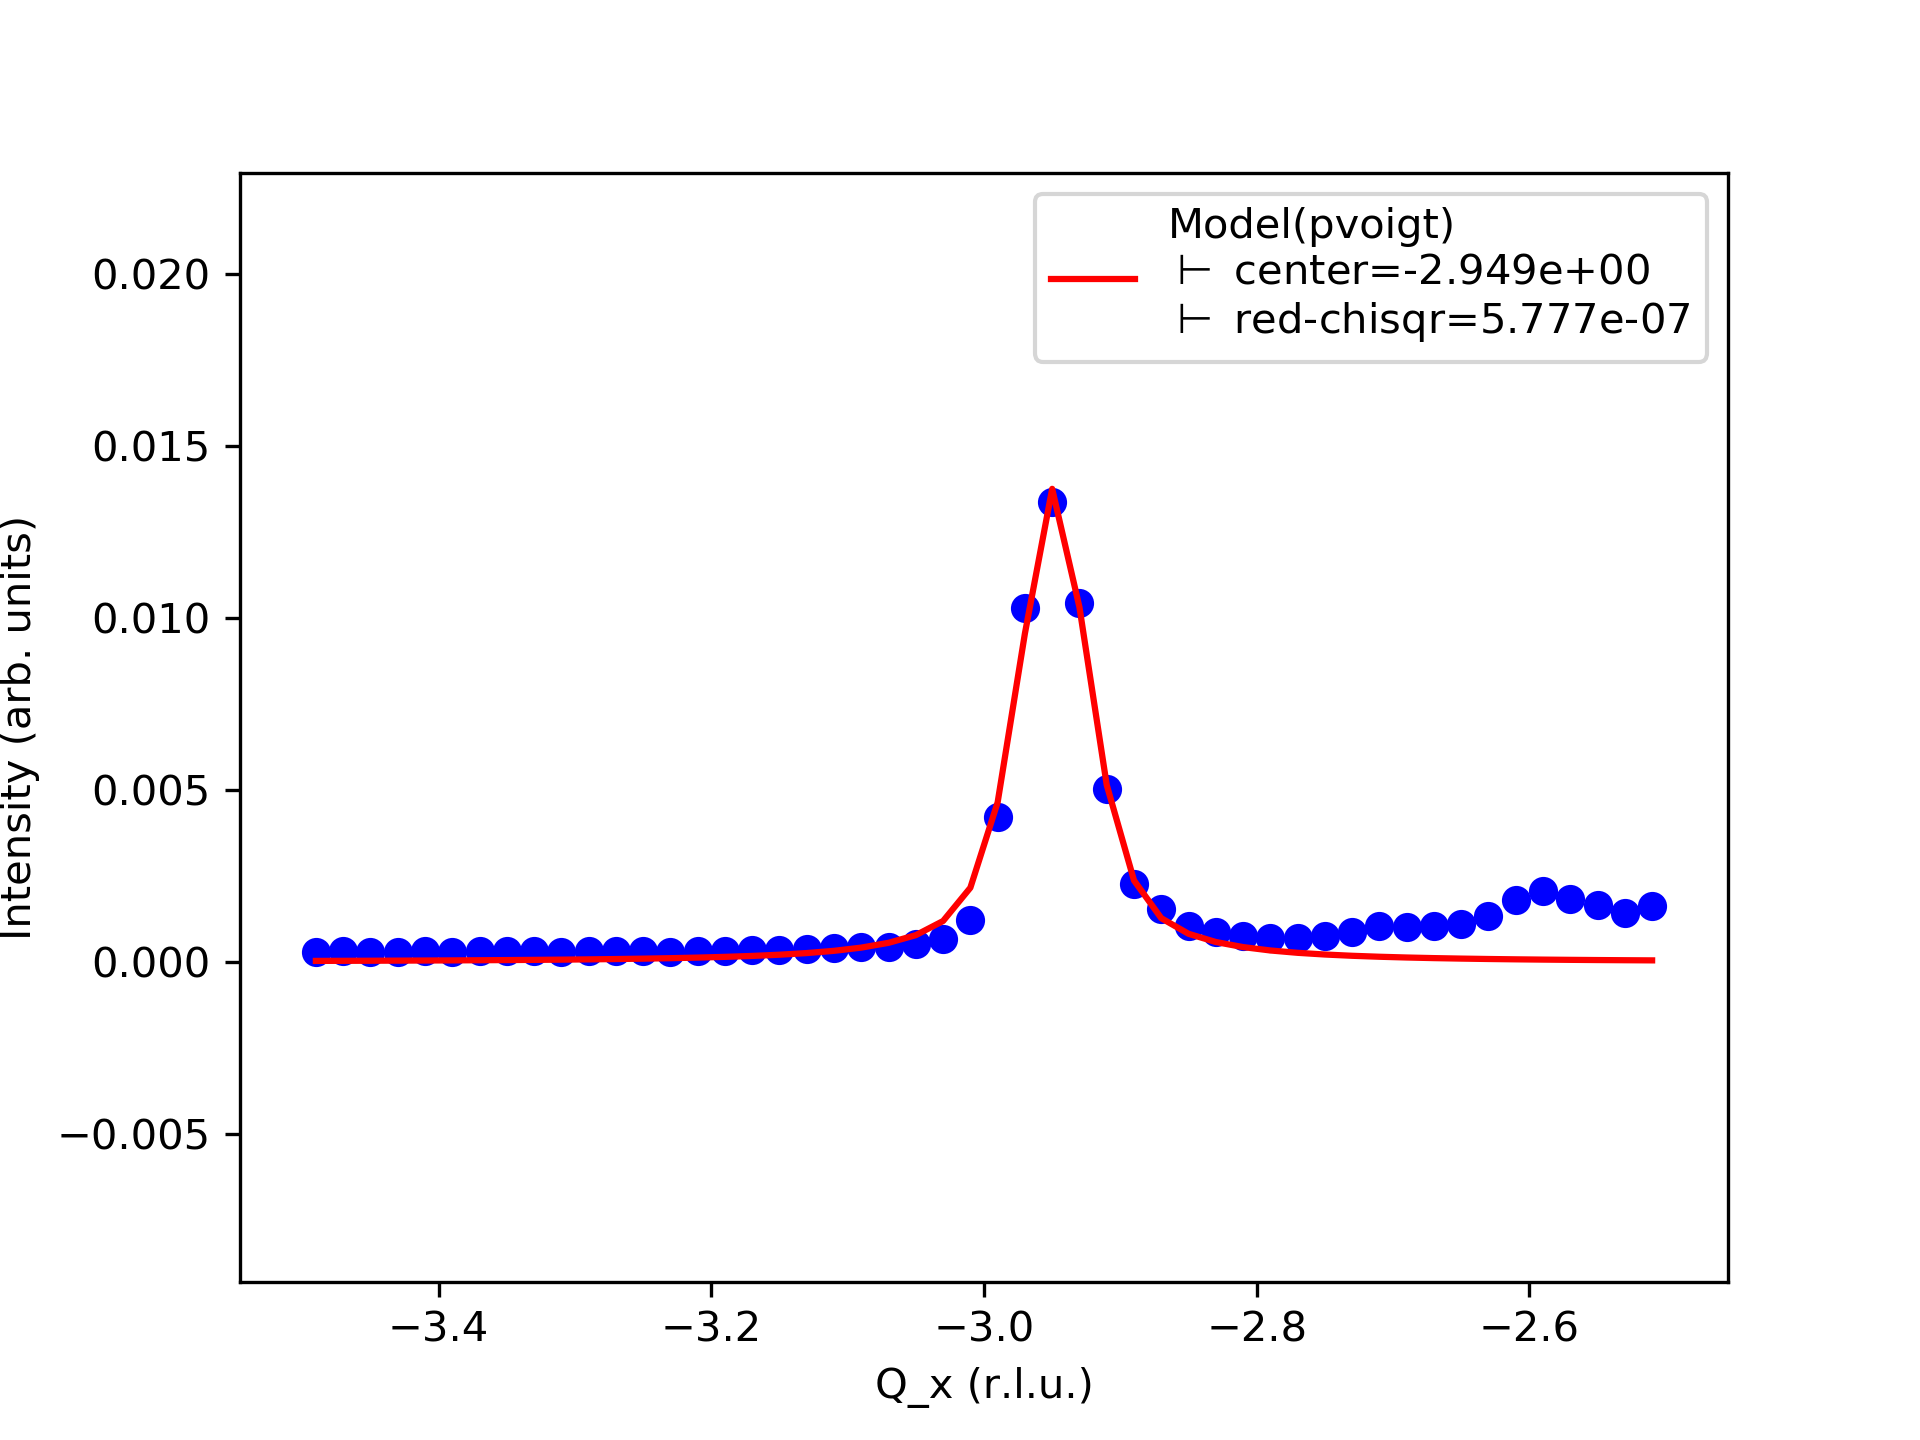 Model(pvoigt)
⊢ center=-2.949e+00
⊢ red-chisqr=5.777e-07
0.020
0.015
0.010
0.005
0.000
−0.005
Intensity (arb. units)
−3.4 −3.2 −3.0 −2.8 −2.6
Q_x (r.l.u.)